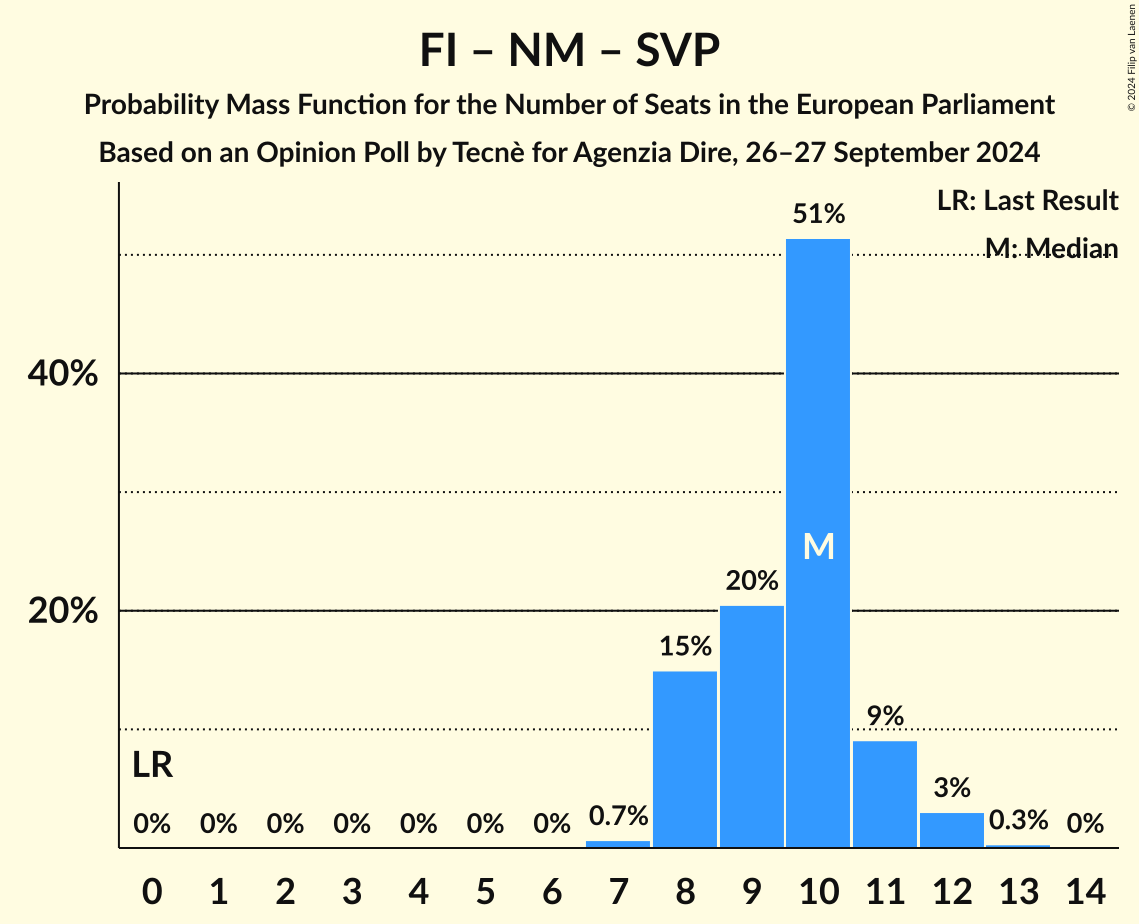 FI – NM – SVP
Probability Mass Function for the Number of Seats in the European Parliament
Based on an Opinion Poll by Tecnè for Agenzia Dire, 26–27 September 2024
© 2024 Filip van Laenen
LR: Last Result
M: Median
51%
40%
M
20%
20%
15%
9%
LR
3%
0% 0% 0% 0% 0% 0% 0% 0.7% 0.3% 0%
0 1 2 3 4 5 6 7 8 9 10 11 12 13 14